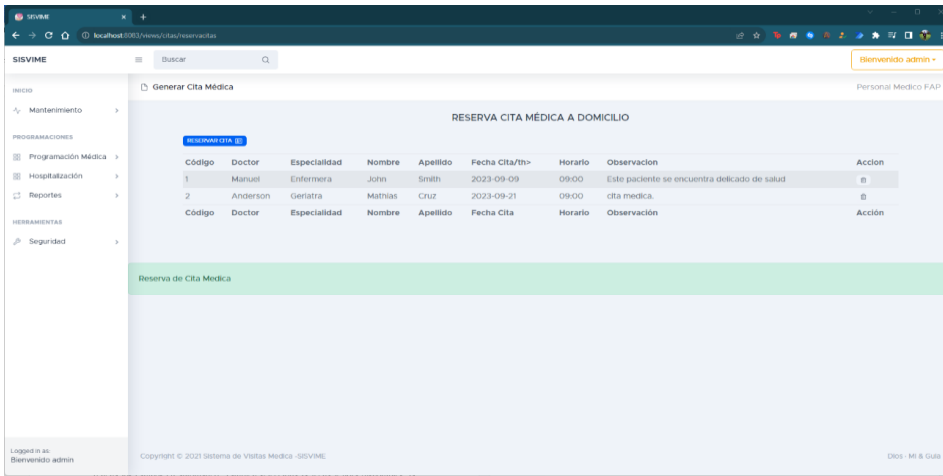 SISVIME
localhost:8083/views/citas/reservacitas
SISVIME
Buscar
Bienvenido admin
INICIO
Mantenimiento
PROGRAMACIONES
Programación Médica
Hospitalización
Reportes
HERRAMIENTAS
Seguridad
Generar Cita Médica
Personal Medico FAP
RESERVA CITA MÉDICA A DOMICILIO
RESERVAR CITA
Código Doctor Especialidad Nombre Apellido Fecha Cita/th> Horario Observacion Accion
1 Manuel Enfermera John Smith 2023-09-09 09:00 Este paciente se encuentra delicado de salud
2 Anderson Geriatra Mathias Cruz 2023-09-21 09:00 cita medica.
Código Doctor Especialidad Nombre Apellido Fecha Cita Horario Observación Acción
Reserva de Cita Medica
Logged in as:
Bienvenido admin
Copyright © 2021 Sistema de Visitas Medica -SISVIME
Dios - Mi & Guia